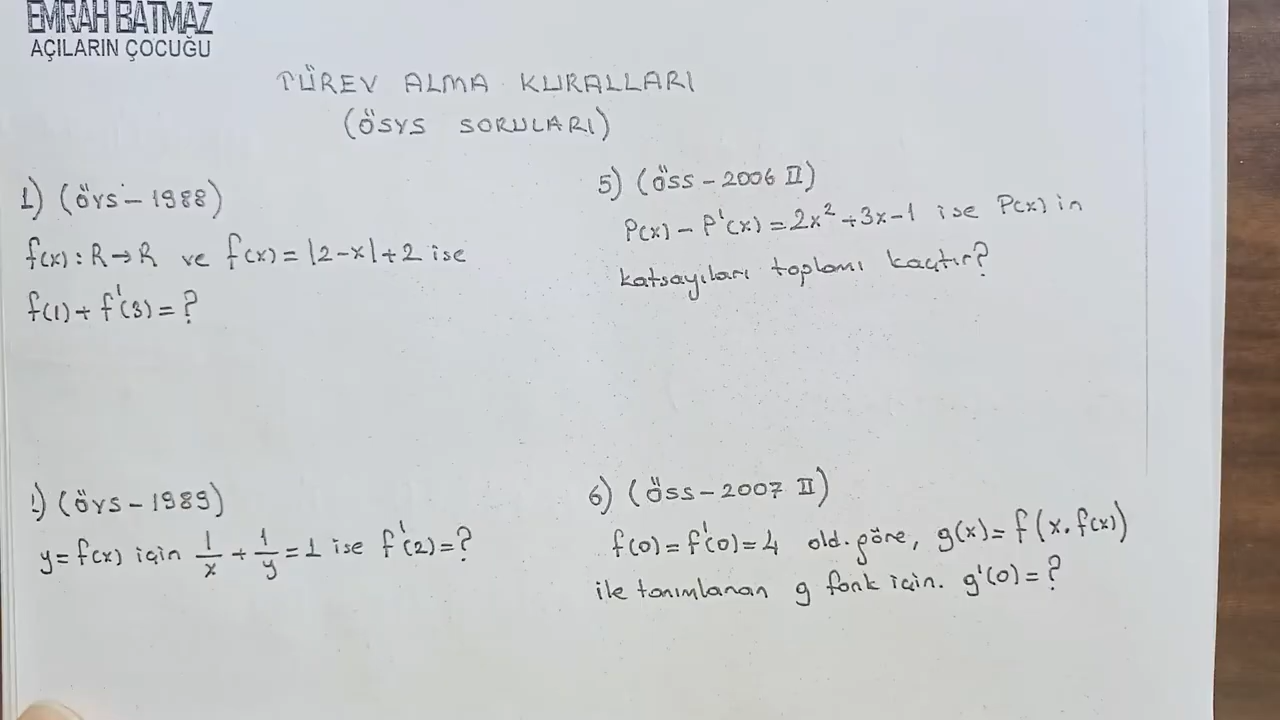 EMRAH BATMAZ
AÇILARIN ÇOCUĞU
TÜREV ALMA KURALLARI
(ÖSYS SORULARI)
1) (ÖYS - 1988)
f(x) : R → R ve f(x) = |2-x| + 2 ise
f(1) + f'(3) = ?
!) (ÖYS - 1989)
y = f(x) için 1/x + 1/y = 1 ise f'(2) = ?
5) (ÖSS - 2006 II)
P(x) - P'(x) = 2x² + 3x - 1 ise P(x) in
katsayıları toplamı kaçtır?
6) (ÖSS - 2007 II)
f(0) = f'(0) = 4 old. göre, g(x) = f(x.f(x))
ile tanımlanan g fonk için. g'(0) = ?